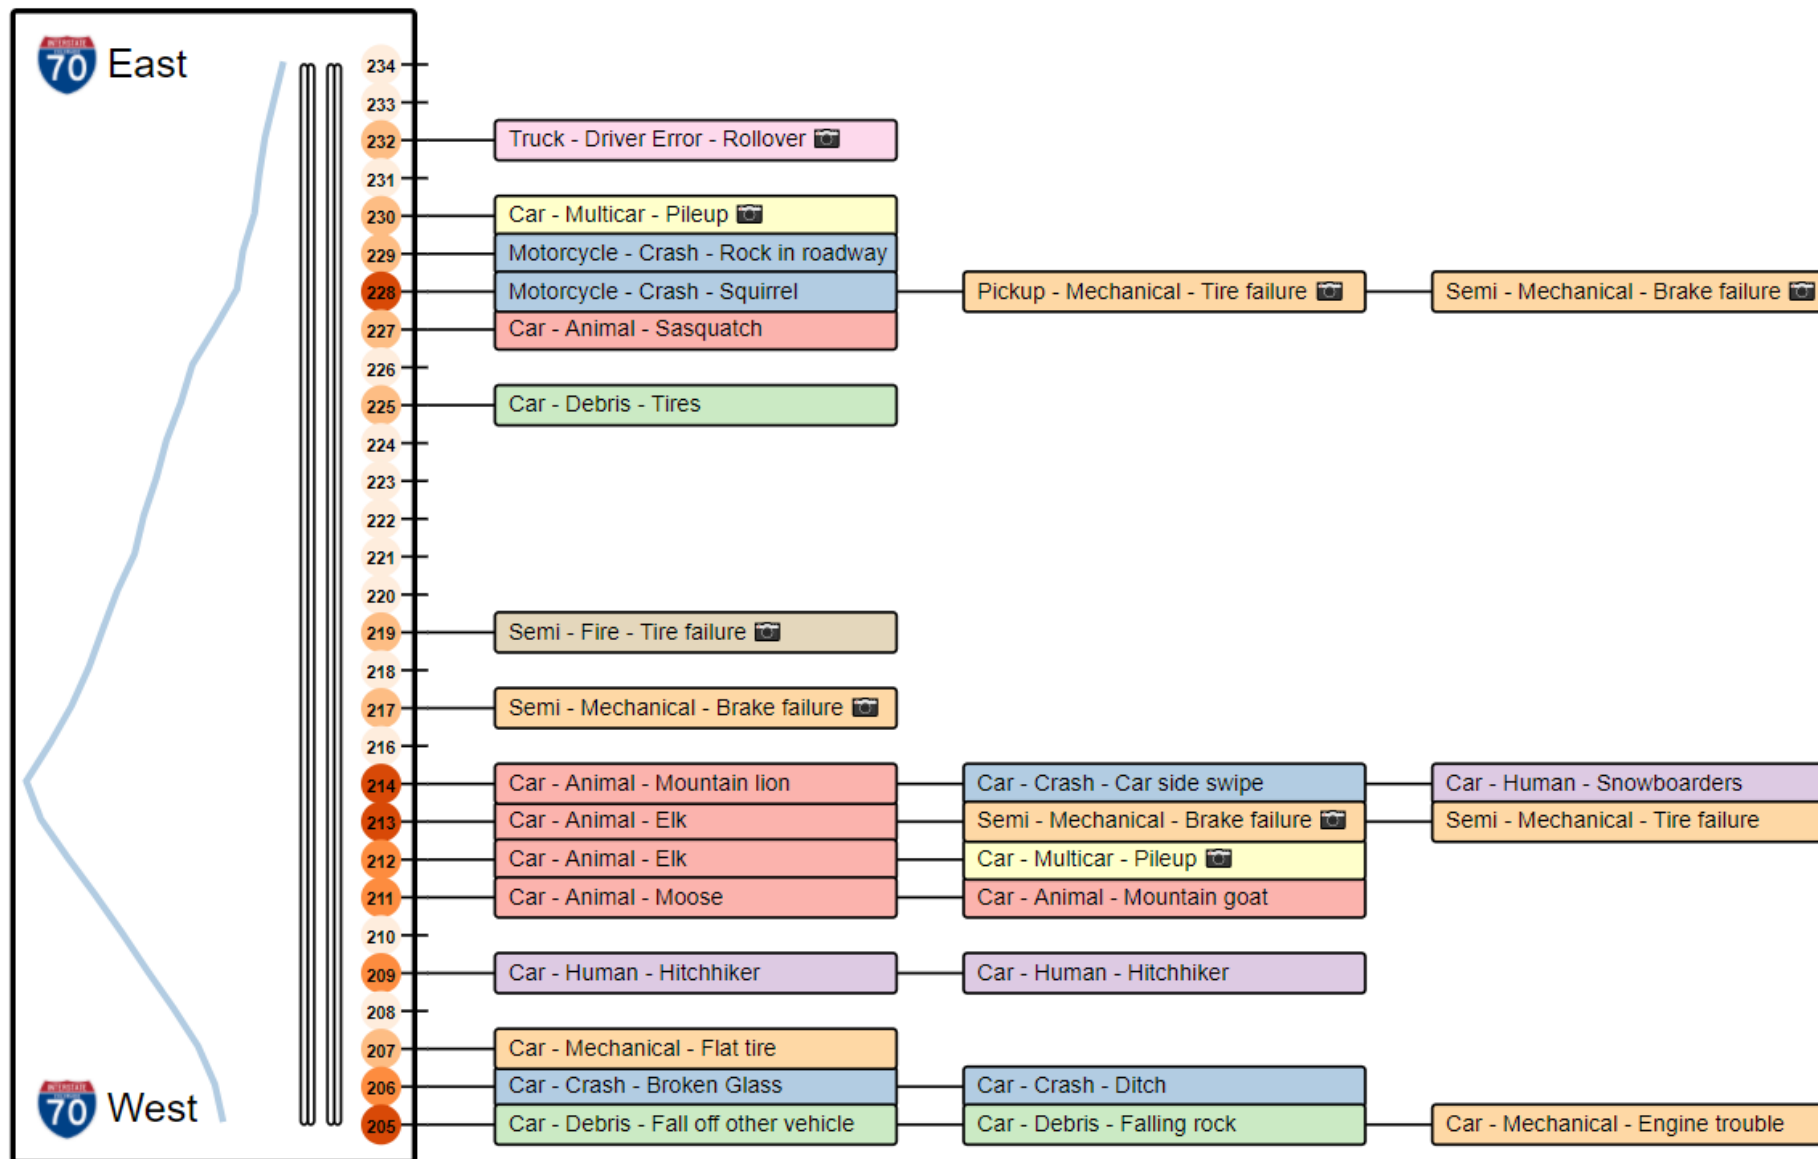 INTERSTATE
70 East
234
233
232 Truck - Driver Error - Rollover
231
230 Car - Multicar - Pileup
229 Motorcycle - Crash - Rock in roadway
228 Motorcycle - Crash - Squirrel Pickup - Mechanical - Tire failure Semi - Mechanical - Brake failure
227 Car - Animal - Sasquatch
226
225 Car - Debris - Tires
224
223
222
221
220
219 Semi - Fire - Tire failure
218
217 Semi - Mechanical - Brake failure
216
214 Car - Animal - Mountain lion Car - Crash - Car side swipe Car - Human - Snowboarders
213 Car - Animal - Elk Semi - Mechanical - Brake failure Semi - Mechanical - Tire failure
212 Car - Animal - Elk Car - Multicar - Pileup
211 Car - Animal - Moose Car - Animal - Mountain goat
210
209 Car - Human - Hitchhiker Car - Human - Hitchhiker
208
207 Car - Mechanical - Flat tire
INTERSTATE
70 West
206 Car - Crash - Broken Glass Car - Crash - Ditch
205 Car - Debris - Fall off other vehicle Car - Debris - Falling rock Car - Mechanical - Engine trouble